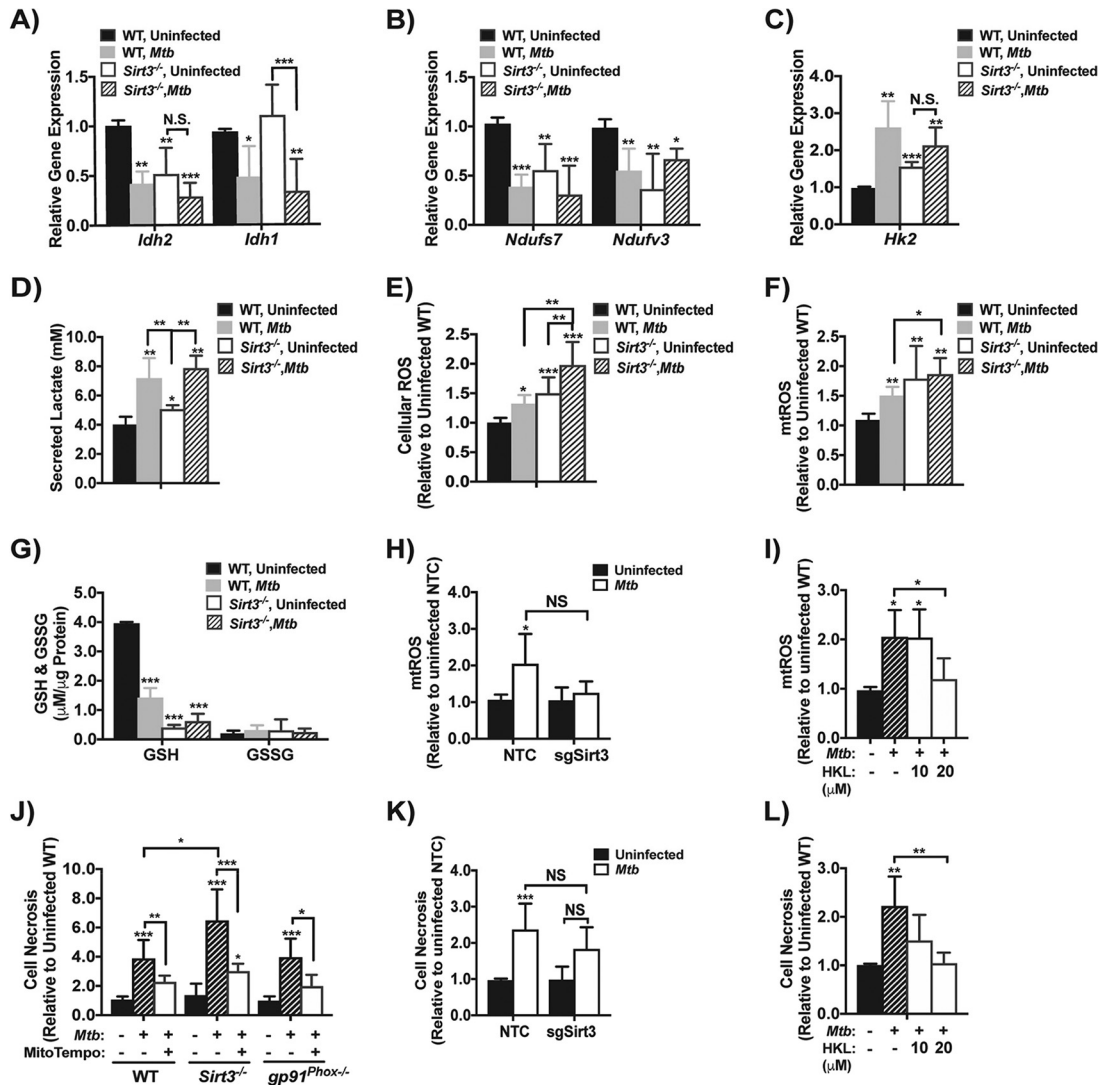 A)
WT, Uninfected
WT, Mtb
Sirt3-/-, Uninfected
Sirt3-/-,Mtb
Relative Gene Expression
1.5
1.0
0.5
0.0
**
*
**
N.S.
***
***
**
Idh2
Idh1
B)
WT, Uninfected
WT, Mtb
Sirt3-/-, Uninfected
Sirt3-/-,Mtb
Relative Gene Expression
1.5
1.0
0.5
0.0
***
**
***
**
**
*
Ndufs7
Ndufv3
C)
WT, Uninfected
WT, Mtb
Sirt3-/-, Uninfected
Sirt3-/-,Mtb
Relative Gene Expression
4.0
3.0
2.0
1.0
0.0
**
N.S.
***
**
Hk2
D)
WT, Uninfected
WT, Mtb
Sirt3-/-, Uninfected
Sirt3-/-,Mtb
Secreted Lactate (mM)
10.0
8.0
6.0
4.0
2.0
0.0
**
**
**
*
**
E)
WT, Uninfected
WT, Mtb
Sirt3-/-, Uninfected
Sirt3-/-,Mtb
Cellular ROS
(Relative to Uninfected WT)
2.5
2.0
1.5
1.0
0.5
0.0
**
**
*
***
***
F)
WT, Uninfected
WT, Mtb
Sirt3-/-, Uninfected
Sirt3-/-,Mtb
mtROS
(Relative to Uninfected WT)
2.5
2.0
1.5
1.0
0.5
0.0
*
**
**
**
G)
WT, Uninfected
WT, Mtb
Sirt3-/-, Uninfected
Sirt3-/-,Mtb
GSH & GSSG
(µM/µg Protein)
5.0
4.0
3.0
2.0
1.0
0.0
***
***
***
GSH
GSSG
H)
Uninfected
Mtb
mtROS
(Relative to uninfected NTC)
4.0
3.0
2.0
1.0
0.0
NS
*
NTC
sgSirt3
I)
mtROS
(Relative to uninfected WT)
3.0
2.0
1.0
0.0
*
*
*
Mtb: - + + +
HKL: - - 10 20
(µM)
J)
Cell Necrosis
(Relative to Uninfected WT)
10.0
8.0
6.0
4.0
2.0
0.0
*
***
**
***
***
*
***
*
Mtb: - + + - + + - + +
MitoTempo: - - + - - + - - +
WT
Sirt3-/-
gp91Phox-/-
K)
Uninfected
Mtb
Cell Necrosis
(Relative to uninfected NTC)
4.0
3.0
2.0
1.0
0.0
NS
***
NS
NTC
sgSirt3
L)
Cell Necrosis
(Relative to Uninfected WT)
3.0
2.0
1.0
0.0
**
**
Mtb: - + + +
HKL: - - 10 20
(µM)